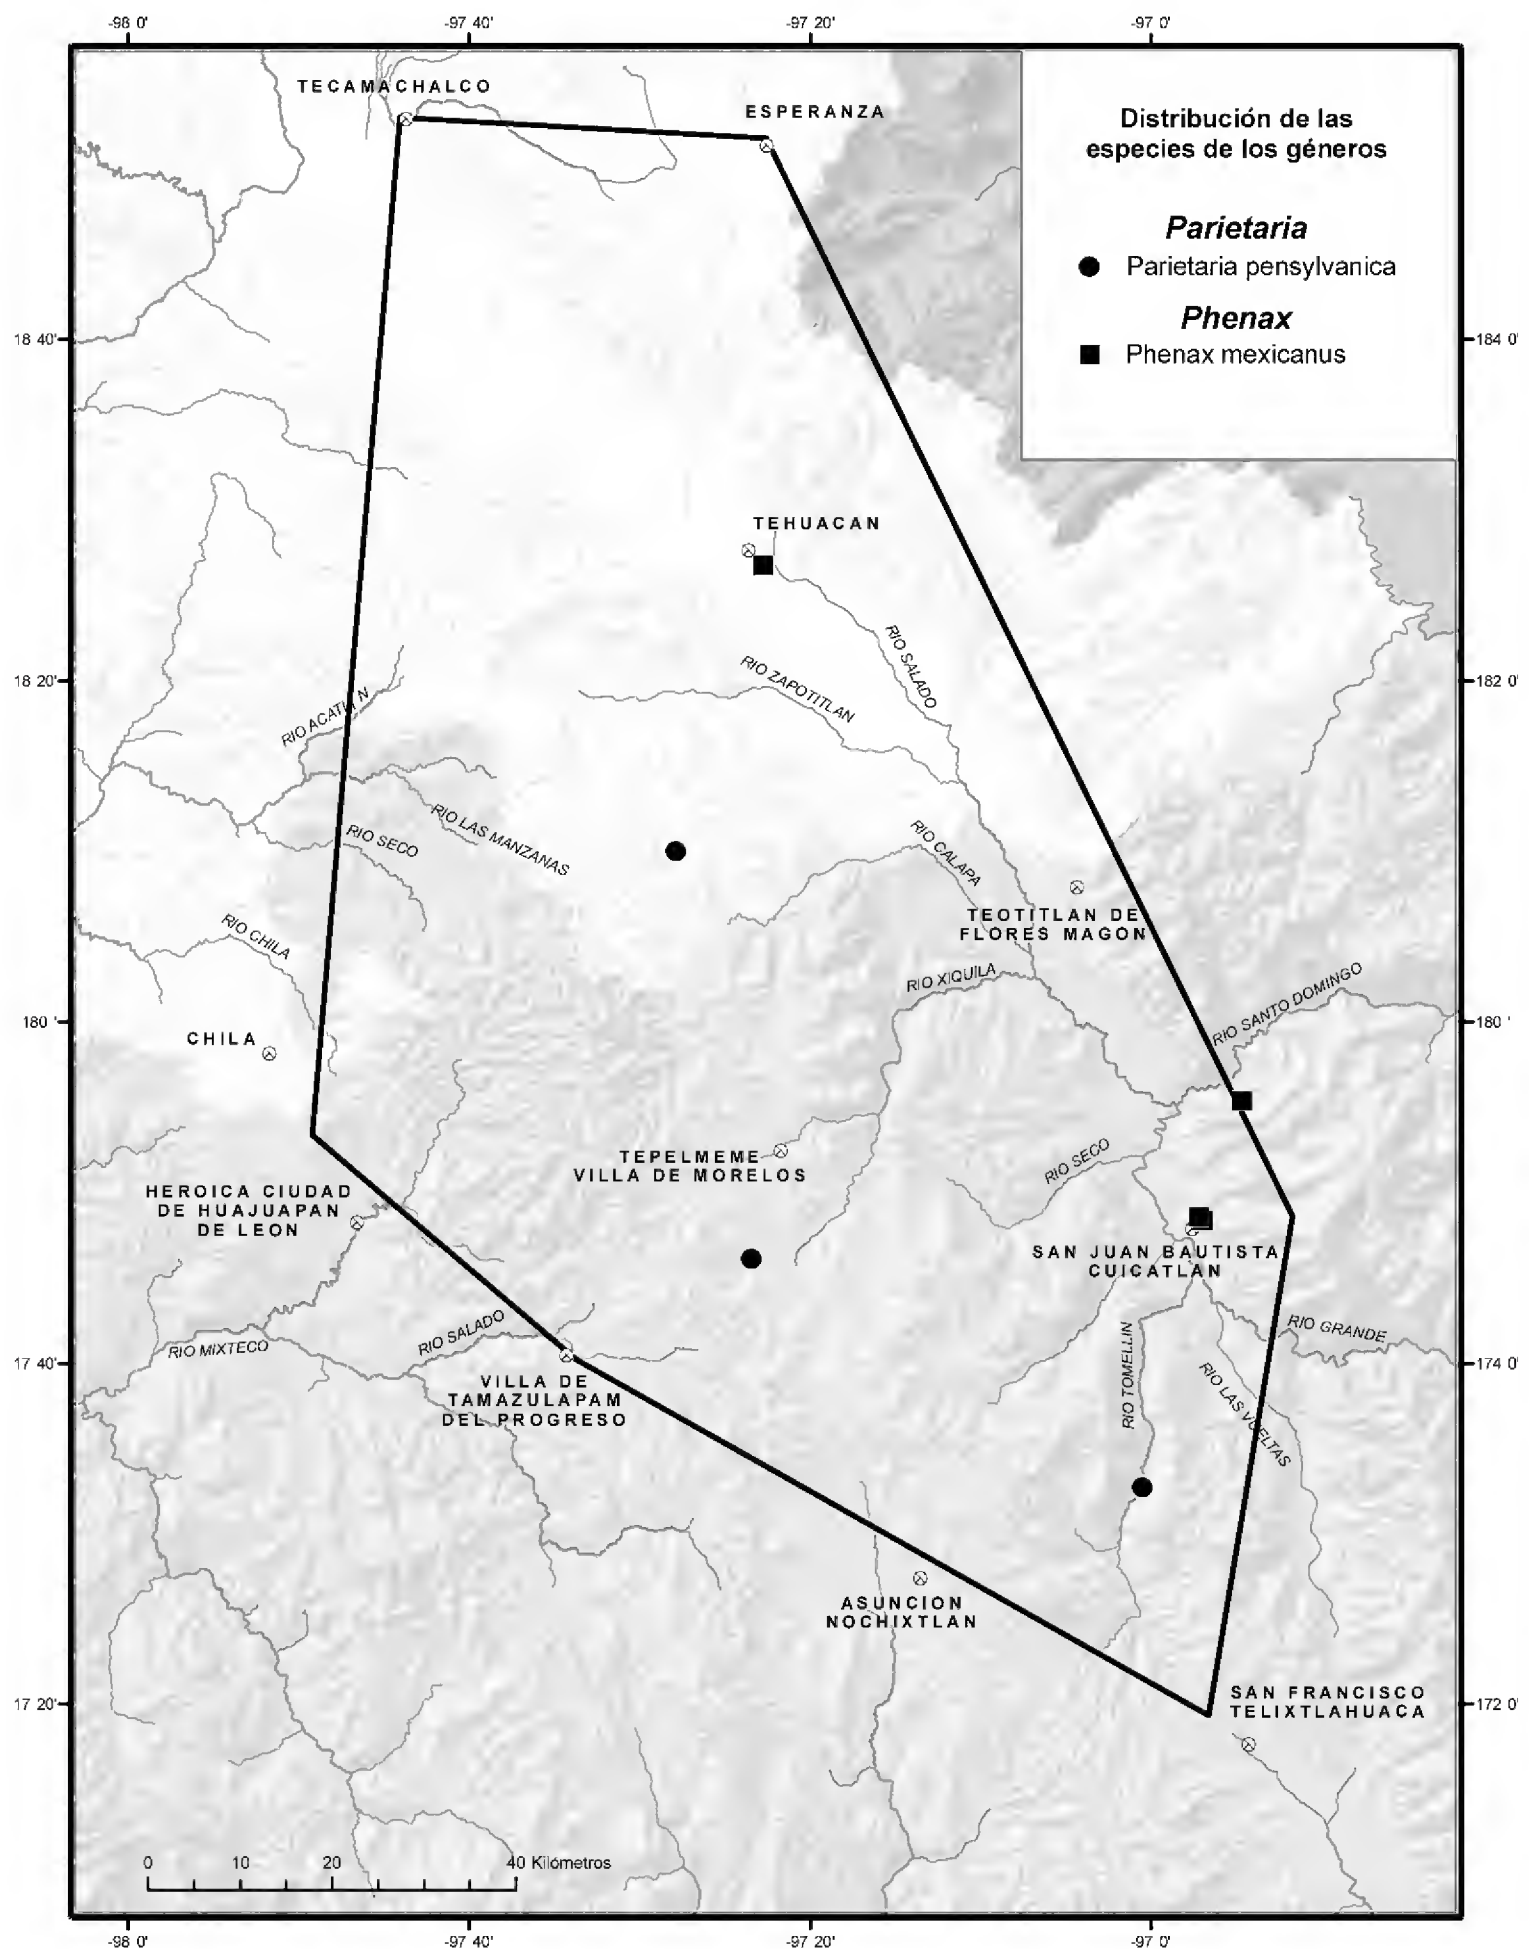 -98 0'
-97 40'
-97 20'
-97 0'
TECAMACHALCO
ESPERANZA
Distribución de las
especies de los géneros
Parietaria
Parietaria pensylvanica
Phenax
Phenax mexicanus
18 40'
184 0'
TEHUACAN
RIO SALADO
RIO ZAPOTITLAN
18 20'
182 0'
RIO ACATL N
RIO LAS MANZANAS
RIO SECO
RIO CALAPA
TEOTITLAN DE
FLORES MAGON
RIO CHILA
RIO XIQUILA
RIO SANTO DOMINGO
180 '
180 '
CHILA
TEPELMEME
VILLA DE MORELOS
RIO SECO
HEROICA CIUDAD
DE HUAJUAPAN
DE LEON
SAN JUAN BAUTISTA
CUICATLAN
RIO MIXTECO
RIO SALADO
RIO GRANDE
17 40'
174 0'
VILLA DE
TAMAZULAPAM
DEL PROGRESO
RIO TOMELLIN
RIO LAS VUELTAS
ASUNCION
NOCHIXTLAN
17 20'
172 0'
SAN FRANCISCO
TELIXTLAHUACA
0 10 20 40 Kilómetros
-98 0'
-97 40'
-97 20'
-97 0'